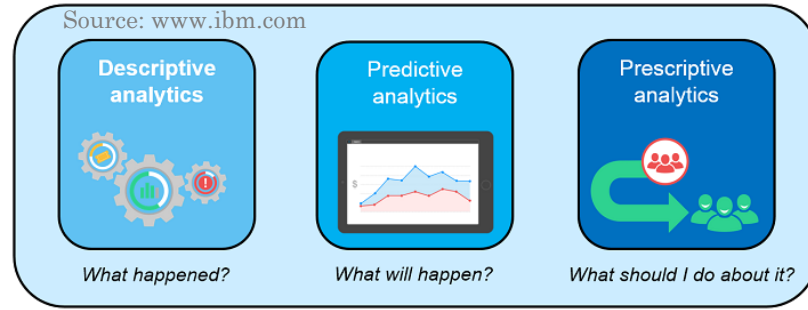 Source: www.ibm.com
Descriptive
analytics
Predictive
analytics
Prescriptive
analytics
$
What happened?
What will happen?
What should I do about it?